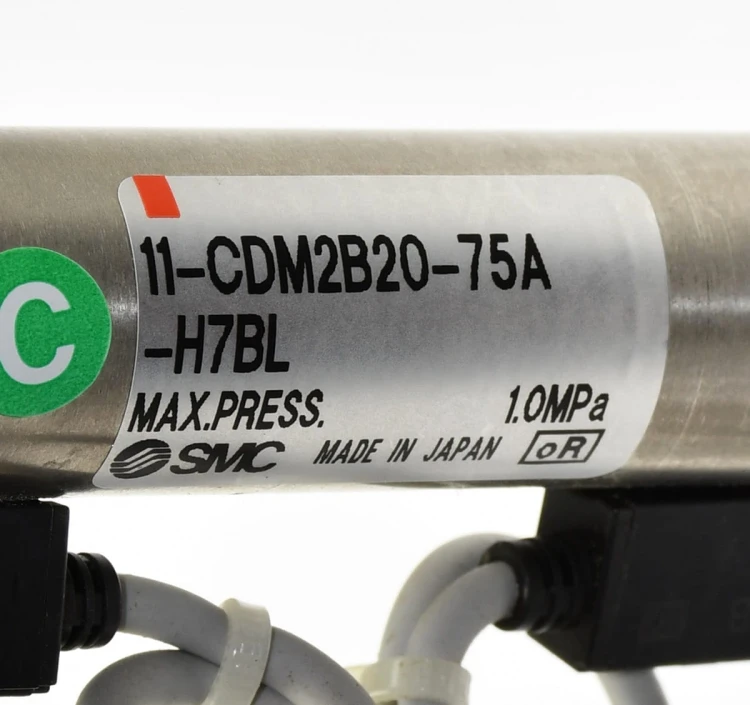 C
11-CDM2B20-75A
-H7BL
MAX.PRESS. 1.0MPa
SMC MADE IN JAPAN oR